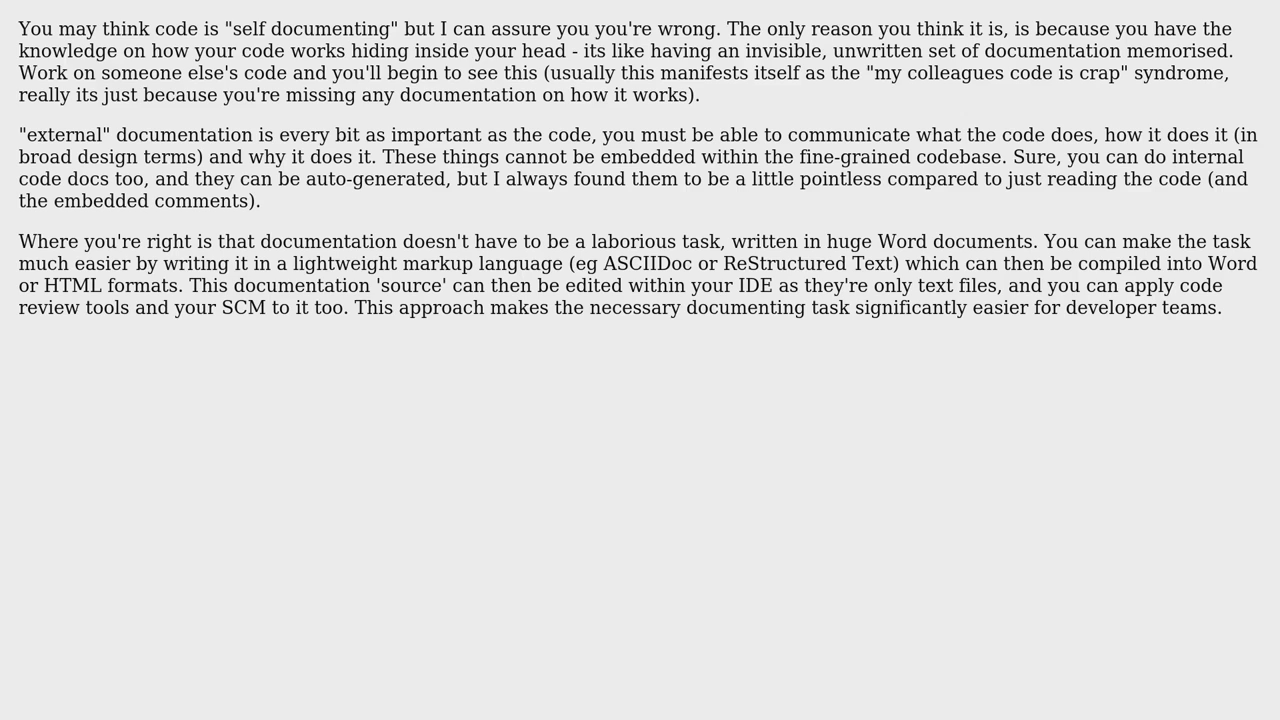 You may think code is "self documenting" but I can assure you you're wrong. The only reason you think it is, is because you have the
knowledge on how your code works hiding inside your head - its like having an invisible, unwritten set of documentation memorised.
Work on someone else's code and you'll begin to see this (usually this manifests itself as the "my colleagues code is crap" syndrome,
really its just because you're missing any documentation on how it works).
"external" documentation is every bit as important as the code, you must be able to communicate what the code does, how it does it (in
broad design terms) and why it does it. These things cannot be embedded within the fine-grained codebase. Sure, you can do internal
code docs too, and they can be auto-generated, but I always found them to be a little pointless compared to just reading the code (and
the embedded comments).
Where you're right is that documentation doesn't have to be a laborious task, written in huge Word documents. You can make the task
much easier by writing it in a lightweight markup language (eg ASCIIDoc or ReStructured Text) which can then be compiled into Word
or HTML formats. This documentation 'source' can then be edited within your IDE as they're only text files, and you can apply code
review tools and your SCM to it too. This approach makes the necessary documenting task significantly easier for developer teams.